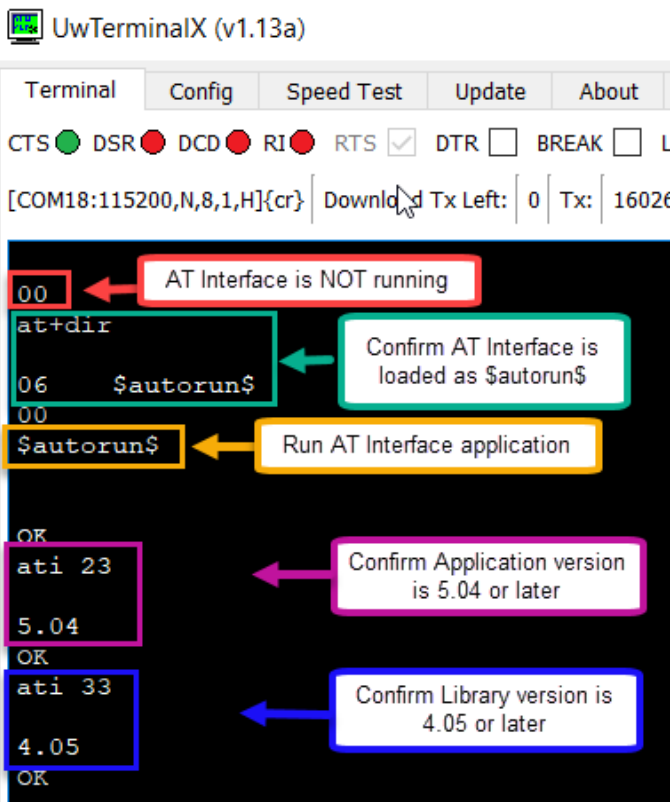 UwTerminalX (v1.13a)
Terminal Config Speed Test Update About
CTS DSR DCD RI RTS DTR BREAK L
[COM18:115200,N,8,1,H]{cr} Download Tx Left: 0 Tx: 16026
00
AT Interface is NOT running
at+dir
06 $autorun$
Confirm AT Interface is
loaded as $autorun$
00
$autorun$
Run AT Interface application
OK
ati 23
5.04
Confirm Application version
is 5.04 or later
OK
ati 33
4.05
Confirm Library version is
4.05 or later
OK